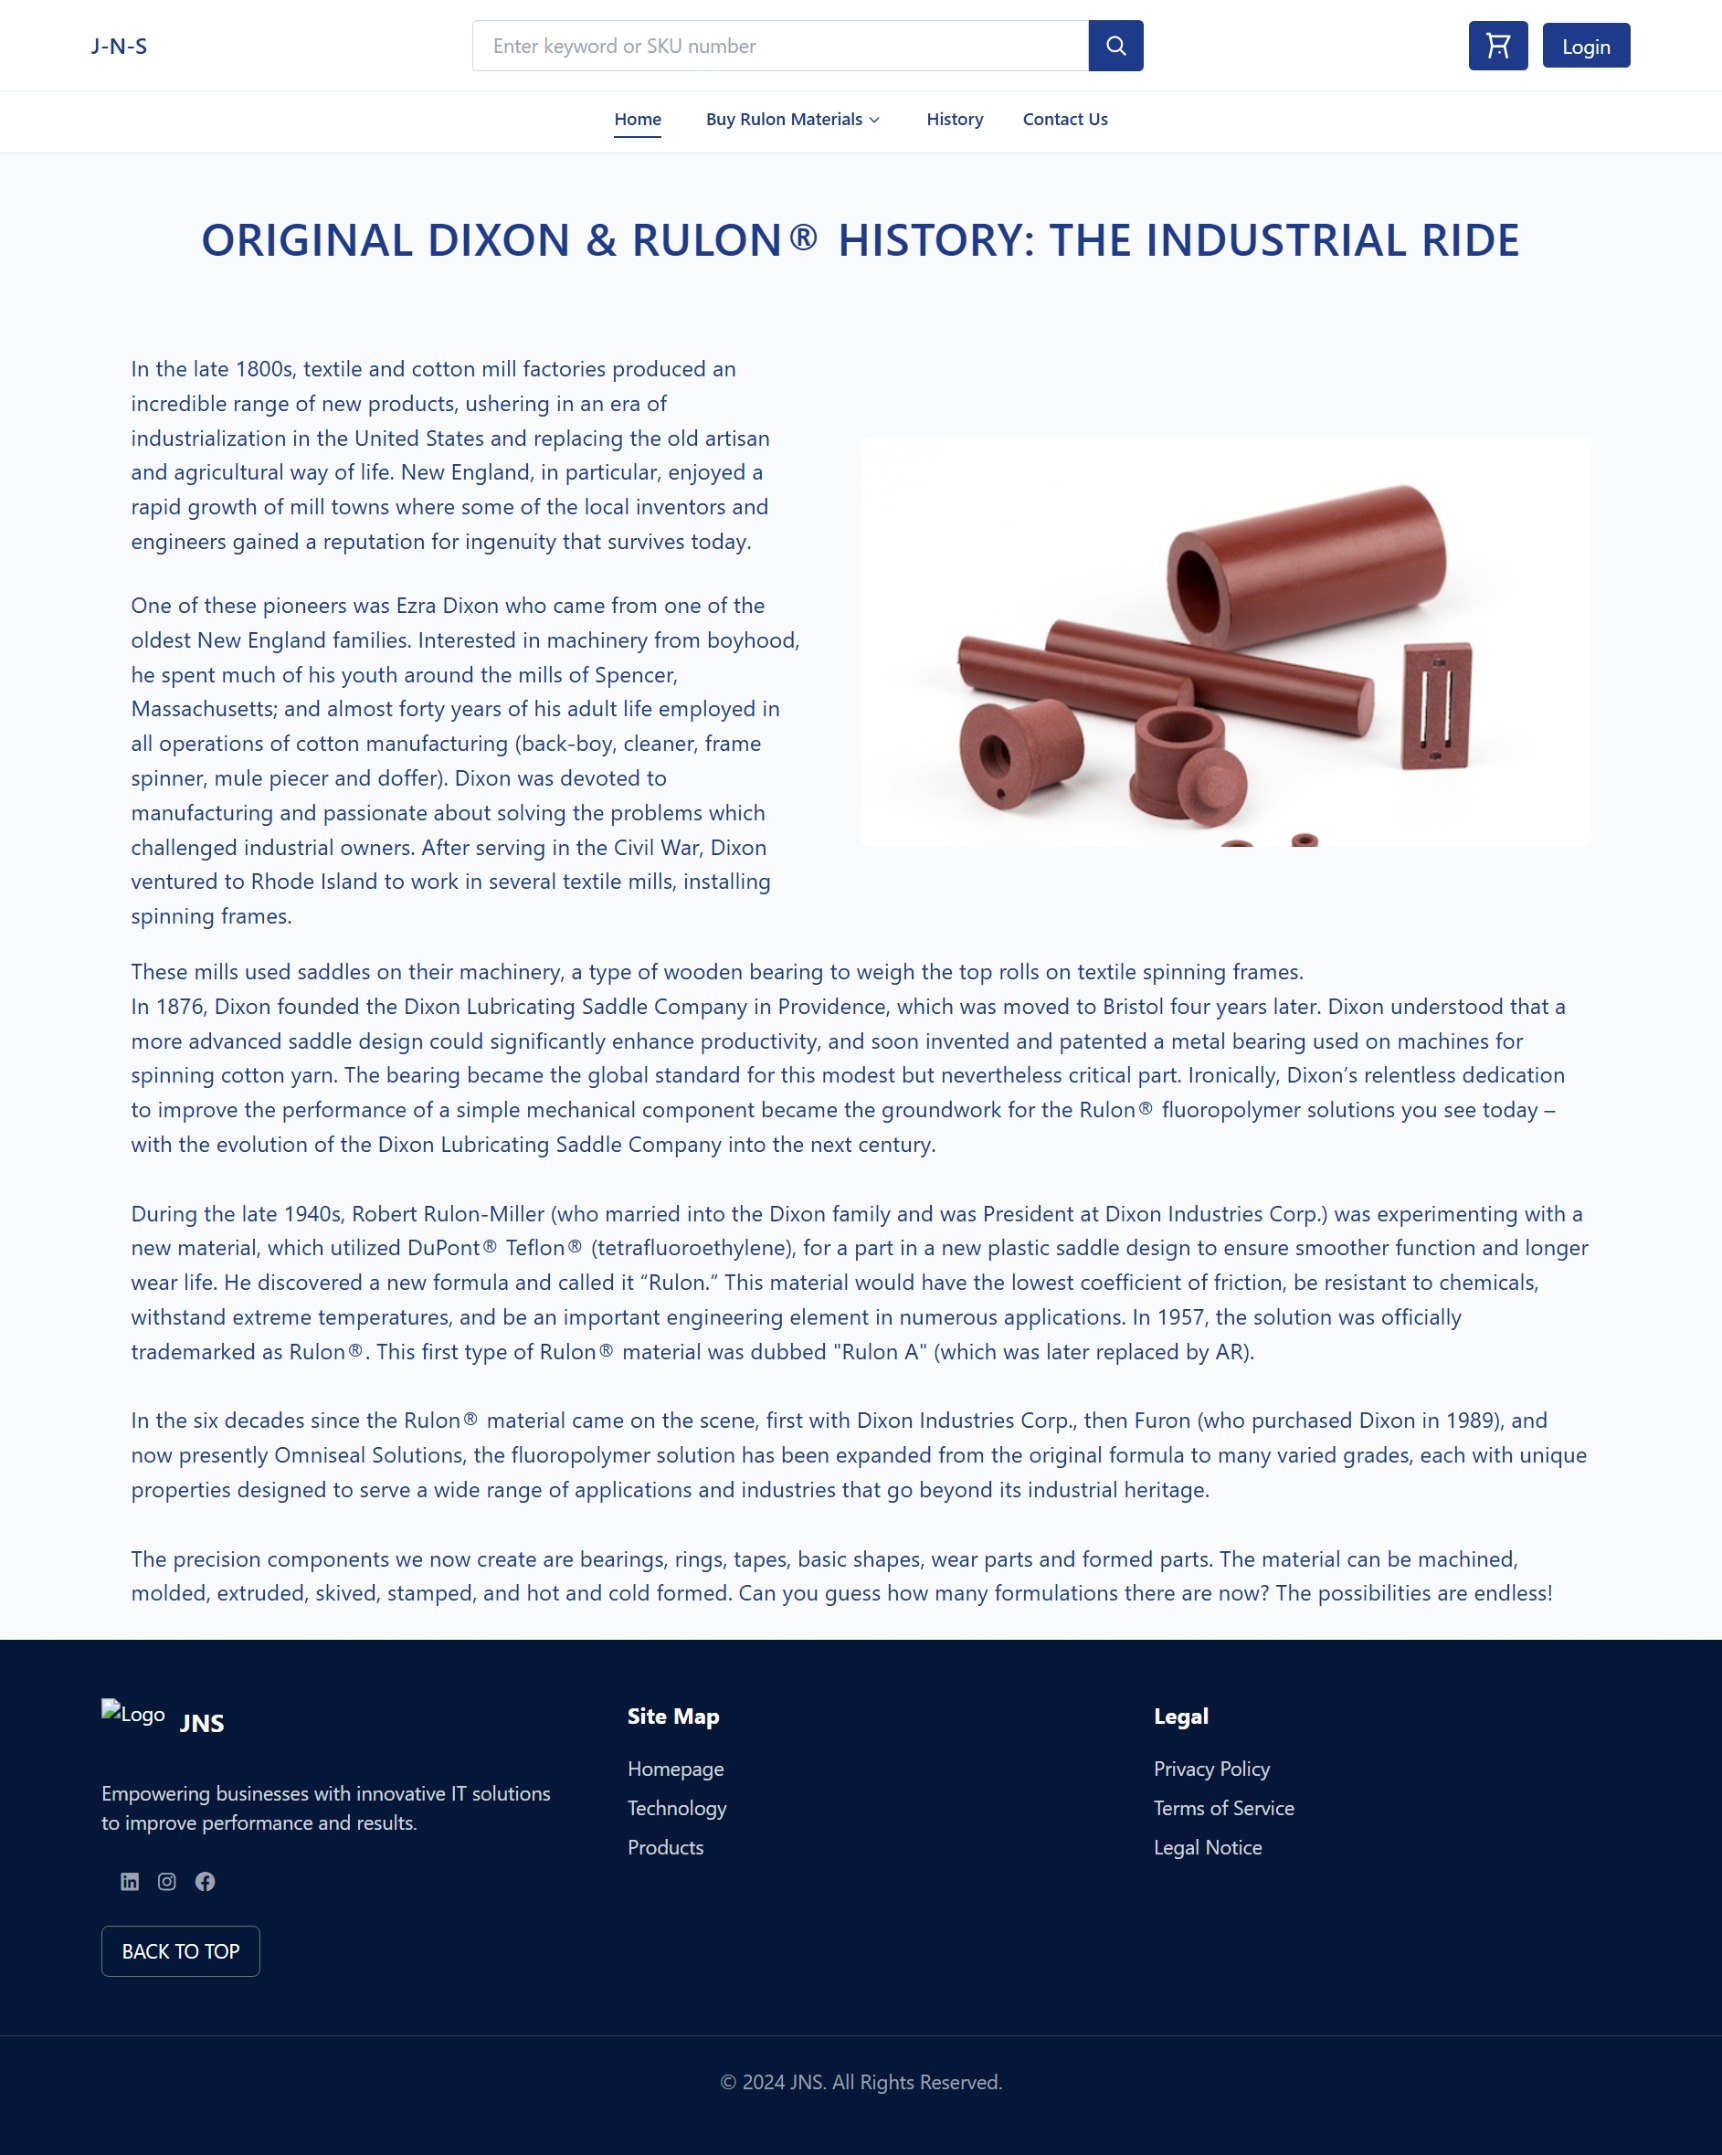 J-N-S
Enter keyword or SKU number
Login
Home
Buy Rulon Materials
History
Contact Us
ORIGINAL DIXON & RULON® HISTORY: THE INDUSTRIAL RIDE
In the late 1800s, textile and cotton mill factories produced an
incredible range of new products, ushering in an era of
industrialization in the United States and replacing the old artisan
and agricultural way of life. New England, in particular, enjoyed a
rapid growth of mill towns where some of the local inventors and
engineers gained a reputation for ingenuity that survives today.
One of these pioneers was Ezra Dixon who came from one of the
oldest New England families. Interested in machinery from boyhood,
he spent much of his youth around the mills of Spencer,
Massachusetts; and almost forty years of his adult life employed in
all operations of cotton manufacturing (back-boy, cleaner, frame
spinner, mule piecer and doffer). Dixon was devoted to
manufacturing and passionate about solving the problems which
challenged industrial owners. After serving in the Civil War, Dixon
ventured to Rhode Island to work in several textile mills, installing
spinning frames.
These mills used saddles on their machinery, a type of wooden bearing to weigh the top rolls on textile spinning frames.
In 1876, Dixon founded the Dixon Lubricating Saddle Company in Providence, which was moved to Bristol four years later. Dixon understood that a
more advanced saddle design could significantly enhance productivity, and soon invented and patented a metal bearing used on machines for
spinning cotton yarn. The bearing became the global standard for this modest but nevertheless critical part. Ironically, Dixon’s relentless dedication
to improve the performance of a simple mechanical component became the groundwork for the Rulon® fluoropolymer solutions you see today –
with the evolution of the Dixon Lubricating Saddle Company into the next century.
During the late 1940s, Robert Rulon-Miller (who married into the Dixon family and was President at Dixon Industries Corp.) was experimenting with a
new material, which utilized DuPont® Teflon® (tetrafluoroethylene), for a part in a new plastic saddle design to ensure smoother function and longer
wear life. He discovered a new formula and called it “Rulon.” This material would have the lowest coefficient of friction, be resistant to chemicals,
withstand extreme temperatures, and be an important engineering element in numerous applications. In 1957, the solution was officially
trademarked as Rulon®. This first type of Rulon® material was dubbed "Rulon A" (which was later replaced by AR).
In the six decades since the Rulon® material came on the scene, first with Dixon Industries Corp., then Furon (who purchased Dixon in 1989), and
now presently Omniseal Solutions, the fluoropolymer solution has been expanded from the original formula to many varied grades, each with unique
properties designed to serve a wide range of applications and industries that go beyond its industrial heritage.
The precision components we now create are bearings, rings, tapes, basic shapes, wear parts and formed parts. The material can be machined,
molded, extruded, skived, stamped, and hot and cold formed. Can you guess how many formulations there are now? The possibilities are endless!
Logo
JNS
Empowering businesses with innovative IT solutions
to improve performance and results.
BACK TO TOP
Site Map
Homepage
Technology
Products
Legal
Privacy Policy
Terms of Service
Legal Notice
© 2024 JNS. All Rights Reserved.